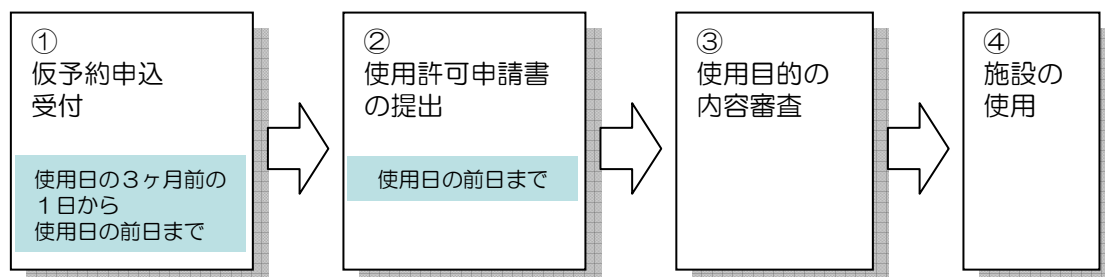 ①
仮予約申込
受付
使用日の３ヶ月前の
１日から
使用日の前日まで
②
使用許可申請書
の提出
使用日の前日まで
③
使用目的の
内容審査
④
施設の
使用